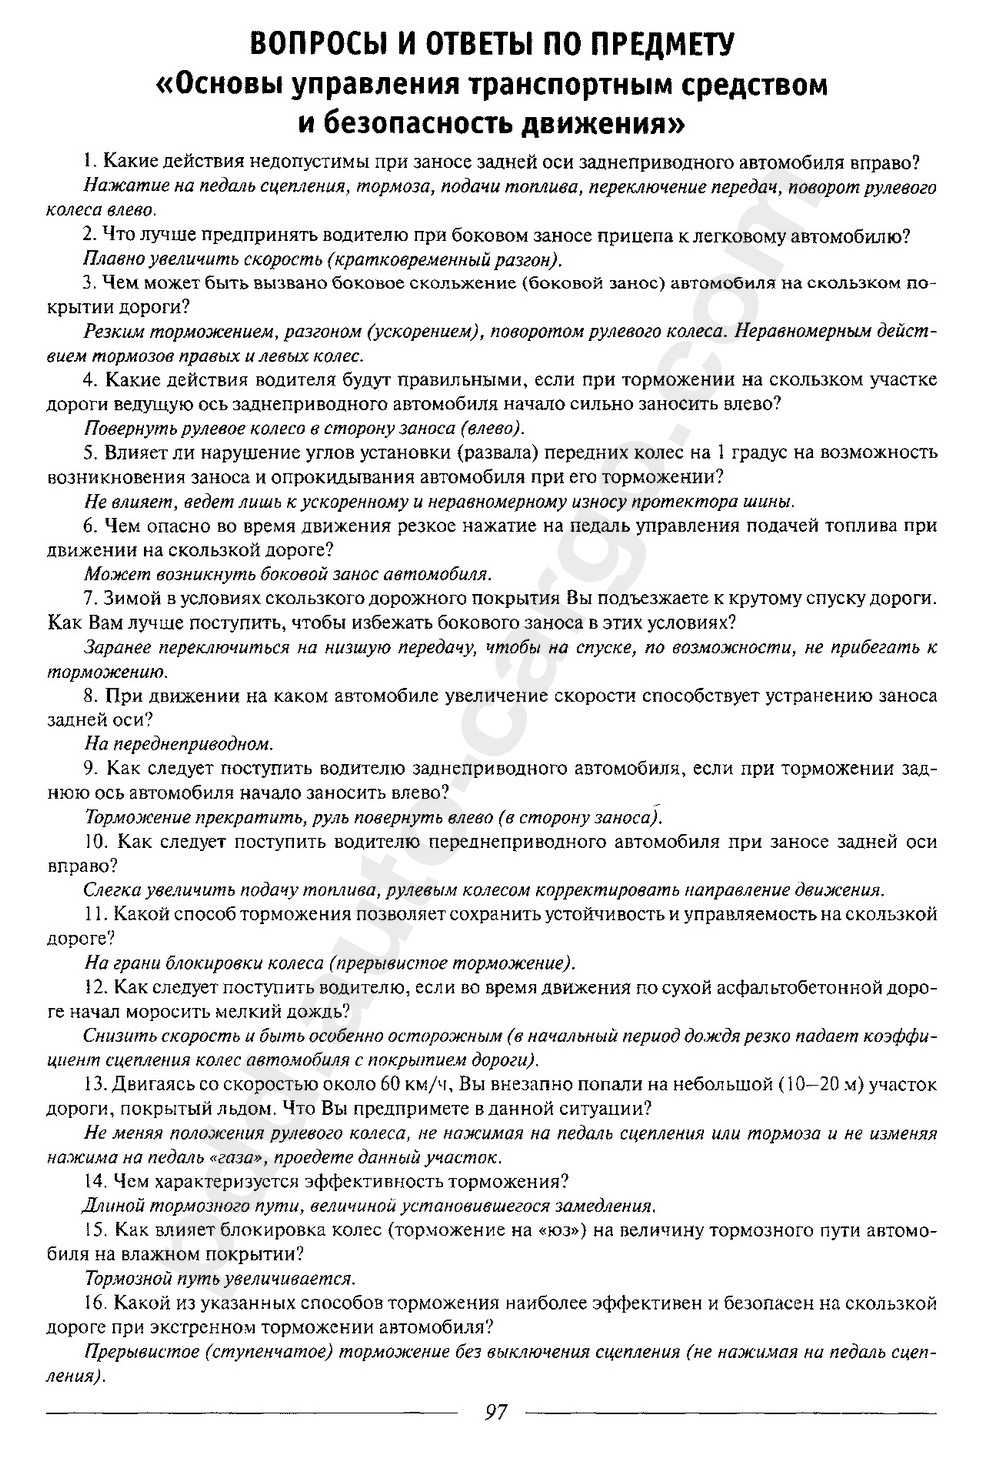 ВОПРОСЫ И ОТВЕТЫ ПО ПРЕДМЕТУ
«Основы управления транспортным средством
и безопасность движения»
1. Какие действия недопустимы при заносе задней оси заднеприводного автомобиля вправо?
Нажатие на педаль сцепления, тормоза, подачи топлива, переключение передач, поворот рулевого
колеса влево.
2. Что лучше предпринять водителю при боковом заносе прицепа к легковому автомобилю?
Плавно увеличить скорость (кратковременный разгон).
3. Чем может быть вызвано боковое скольжение (боковой занос) автомобиля на скользком по-
крытии дороги?
Резким торможением, разгоном (ускорением), поворотом рулевого колеса. Неравномерным дейст-
вием тормозов правых и левых колес.
4. Какие действия водителя будут правильными, если при торможении на скользком участке
дороги ведущую ось заднеприводного автомобиля начало сильно заносить влево?
Повернуть рулевое колесо в сторону заноса (влево).
5. Влияет ли нарушение углов установки (развала) передних колес на 1 градус на возможность
возникновения заноса и опрокидывания автомобиля при его торможении?
Не влияет, ведет лишь к ускоренному и неравномерному износу протектора шины.
6. Чем опасно во время движения резкое нажатие на педаль управления подачей топлива при
движении на скользкой дороге?
Может возникнуть боковой занос автомобиля.
7. Зимой в условиях скользкого дорожного покрытия Вы подъезжаете к крутому спуску дороги.
Как Вам лучше поступить, чтобы избежать бокового заноса в этих условиях?
Заранее переключиться на низшую передачу, чтобы на спуске, по возможности, не прибегать к
торможению.
8. При движении на каком автомобиле увеличение скорости способствует устранению заноса
задней оси?
На переднеприводном.
9. Как следует поступить водителю заднеприводного автомобиля, если при торможении зад-
нюю ось автомобиля начало заносить влево?
Торможение прекратить, руль повернуть влево (в сторону заноса).
10. Как следует поступить водителю переднеприводного автомобиля при заносе задней оси
вправо?
Слегка увеличить подачу топлива, рулевым колесом корректировать направление движения.
11. Какой способ торможения позволяет сохранить устойчивость и управляемость на скользкой
дороге?
На грани блокировки колеса (прерывистое торможение).
12. Как следует поступить водителю, если во время движения по сухой асфальтобетонной доро-
ге начал моросить мелкий дождь?
Снизить скорость и быть особенно осторожным (в начальный период дождя резко падает коэффи-
циент сцепления колес автомобиля с покрытием дороги).
13. Двигаясь со скоростью около 60 км/ч, Вы внезапно попали на небольшой (10–20 м) участок
дороги, покрытый льдом. Что Вы предпримете в данной ситуации?
Не меняя положения рулевого колеса, не нажимая на педаль сцепления или тормоза и не изменяя
нажима на педаль «газа», проедете данный участок.
14. Чем характеризуется эффективность торможения?
Длиной тормозного пути, величиной установившегося замедления.
15. Как влияет блокировка колес (торможение на «юз») на величину тормозного пути автомо-
биля на влажном покрытии?
Тормозной путь увеличивается.
16. Какой из указанных способов торможения наиболее эффективен и безопасен на скользкой
дороге при экстренном торможении автомобиля?
Прерывистое (ступенчатое) торможение без выключения сцепления (не нажимая на педаль сцеп-
ления).
97
pdd.auto-cargo.com